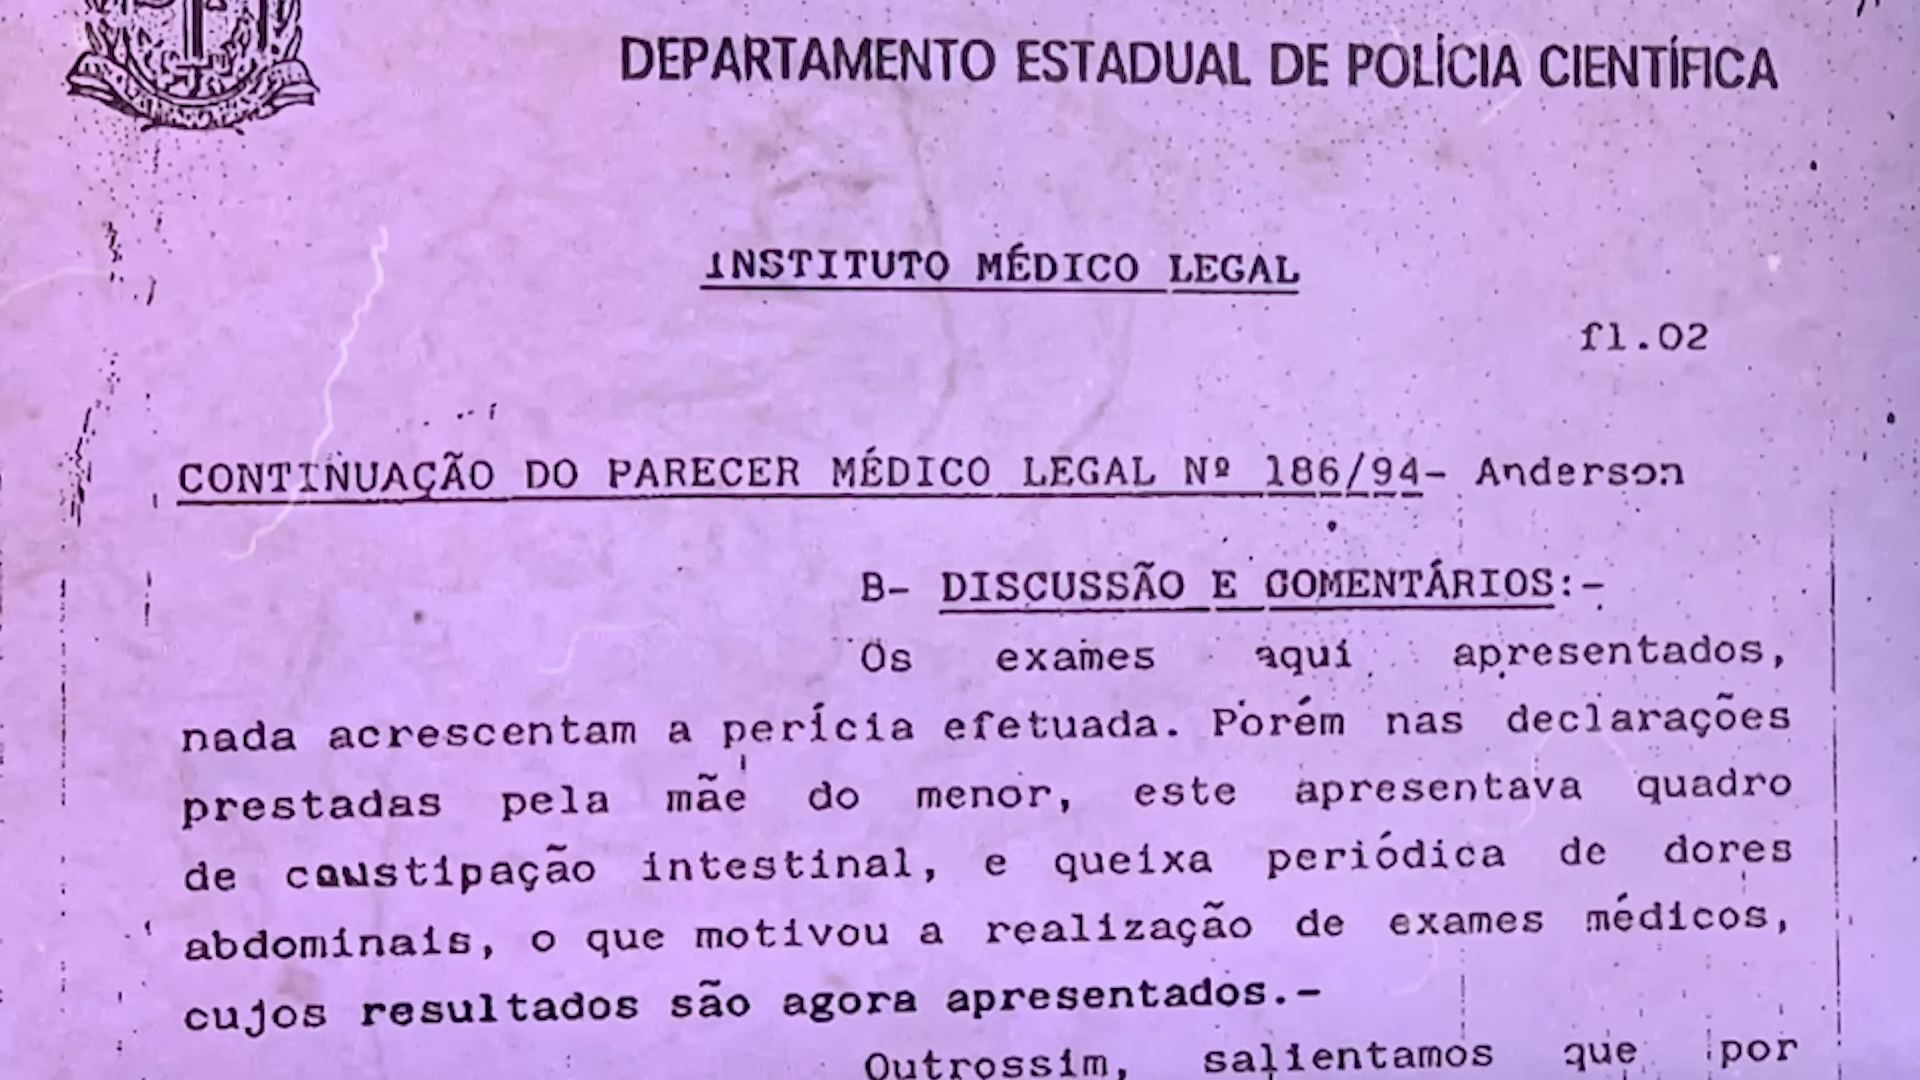 DEPARTAMENTO ESTADUAL DE POLÍCIA CIENTÍFICA
INSTITUTO MÉDICO LEGAL
fl.02
CONTINUAÇÃO DO PARECER MÉDICO LEGAL Nº 186/94- Anderson
B- DISCUSSÃO E COMENTÁRIOS:-
Os exames aqui apresentados,
nada acrescentam a perícia efetuada. Porém nas declarações
prestadas pela mãe do menor, este apresentava quadro
de caustipação intestinal, e queixa periódica de dores
abdominais, o que motivou a realização de exames médicos,
cujos resultados são agora apresentados.-
Outrossim, salientamos que por